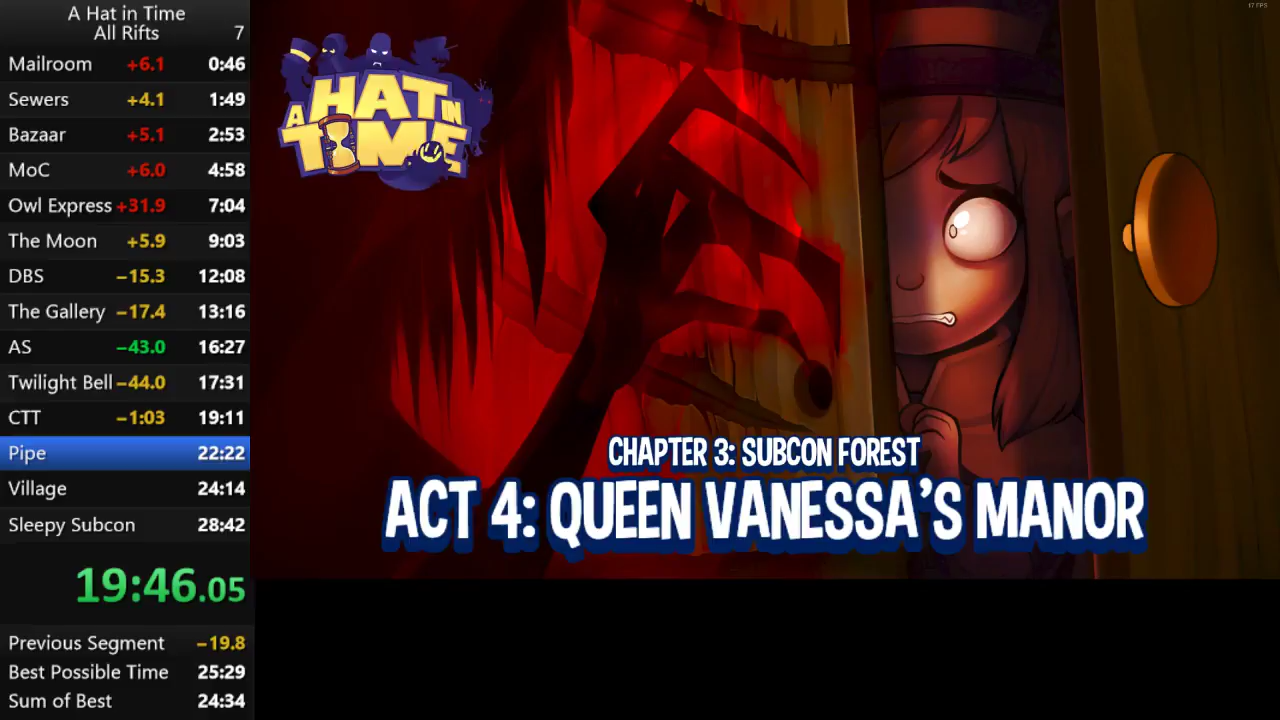 A Hat in Time
All Rifts 7
Mailroom +6.1 0:46
Sewers +4.1 1:49
Bazaar +5.1 2:53
MoC +6.0 4:58
Owl Express +31.9 7:04
The Moon +5.9 9:03
DBS −15.3 12:08
The Gallery −17.4 13:16
AS −43.0 16:27
Twilight Bell −44.0 17:31
CTT −1:03 19:11
Pipe 22:22
Village 24:14
Sleepy Subcon 28:42
19:46.05
Previous Segment −19.8
Best Possible Time 25:29
Sum of Best 24:34
A HAT IN TIME
CHAPTER 3: SUBCON FOREST
ACT 4: QUEEN VANESSA'S MANOR
17 FPS